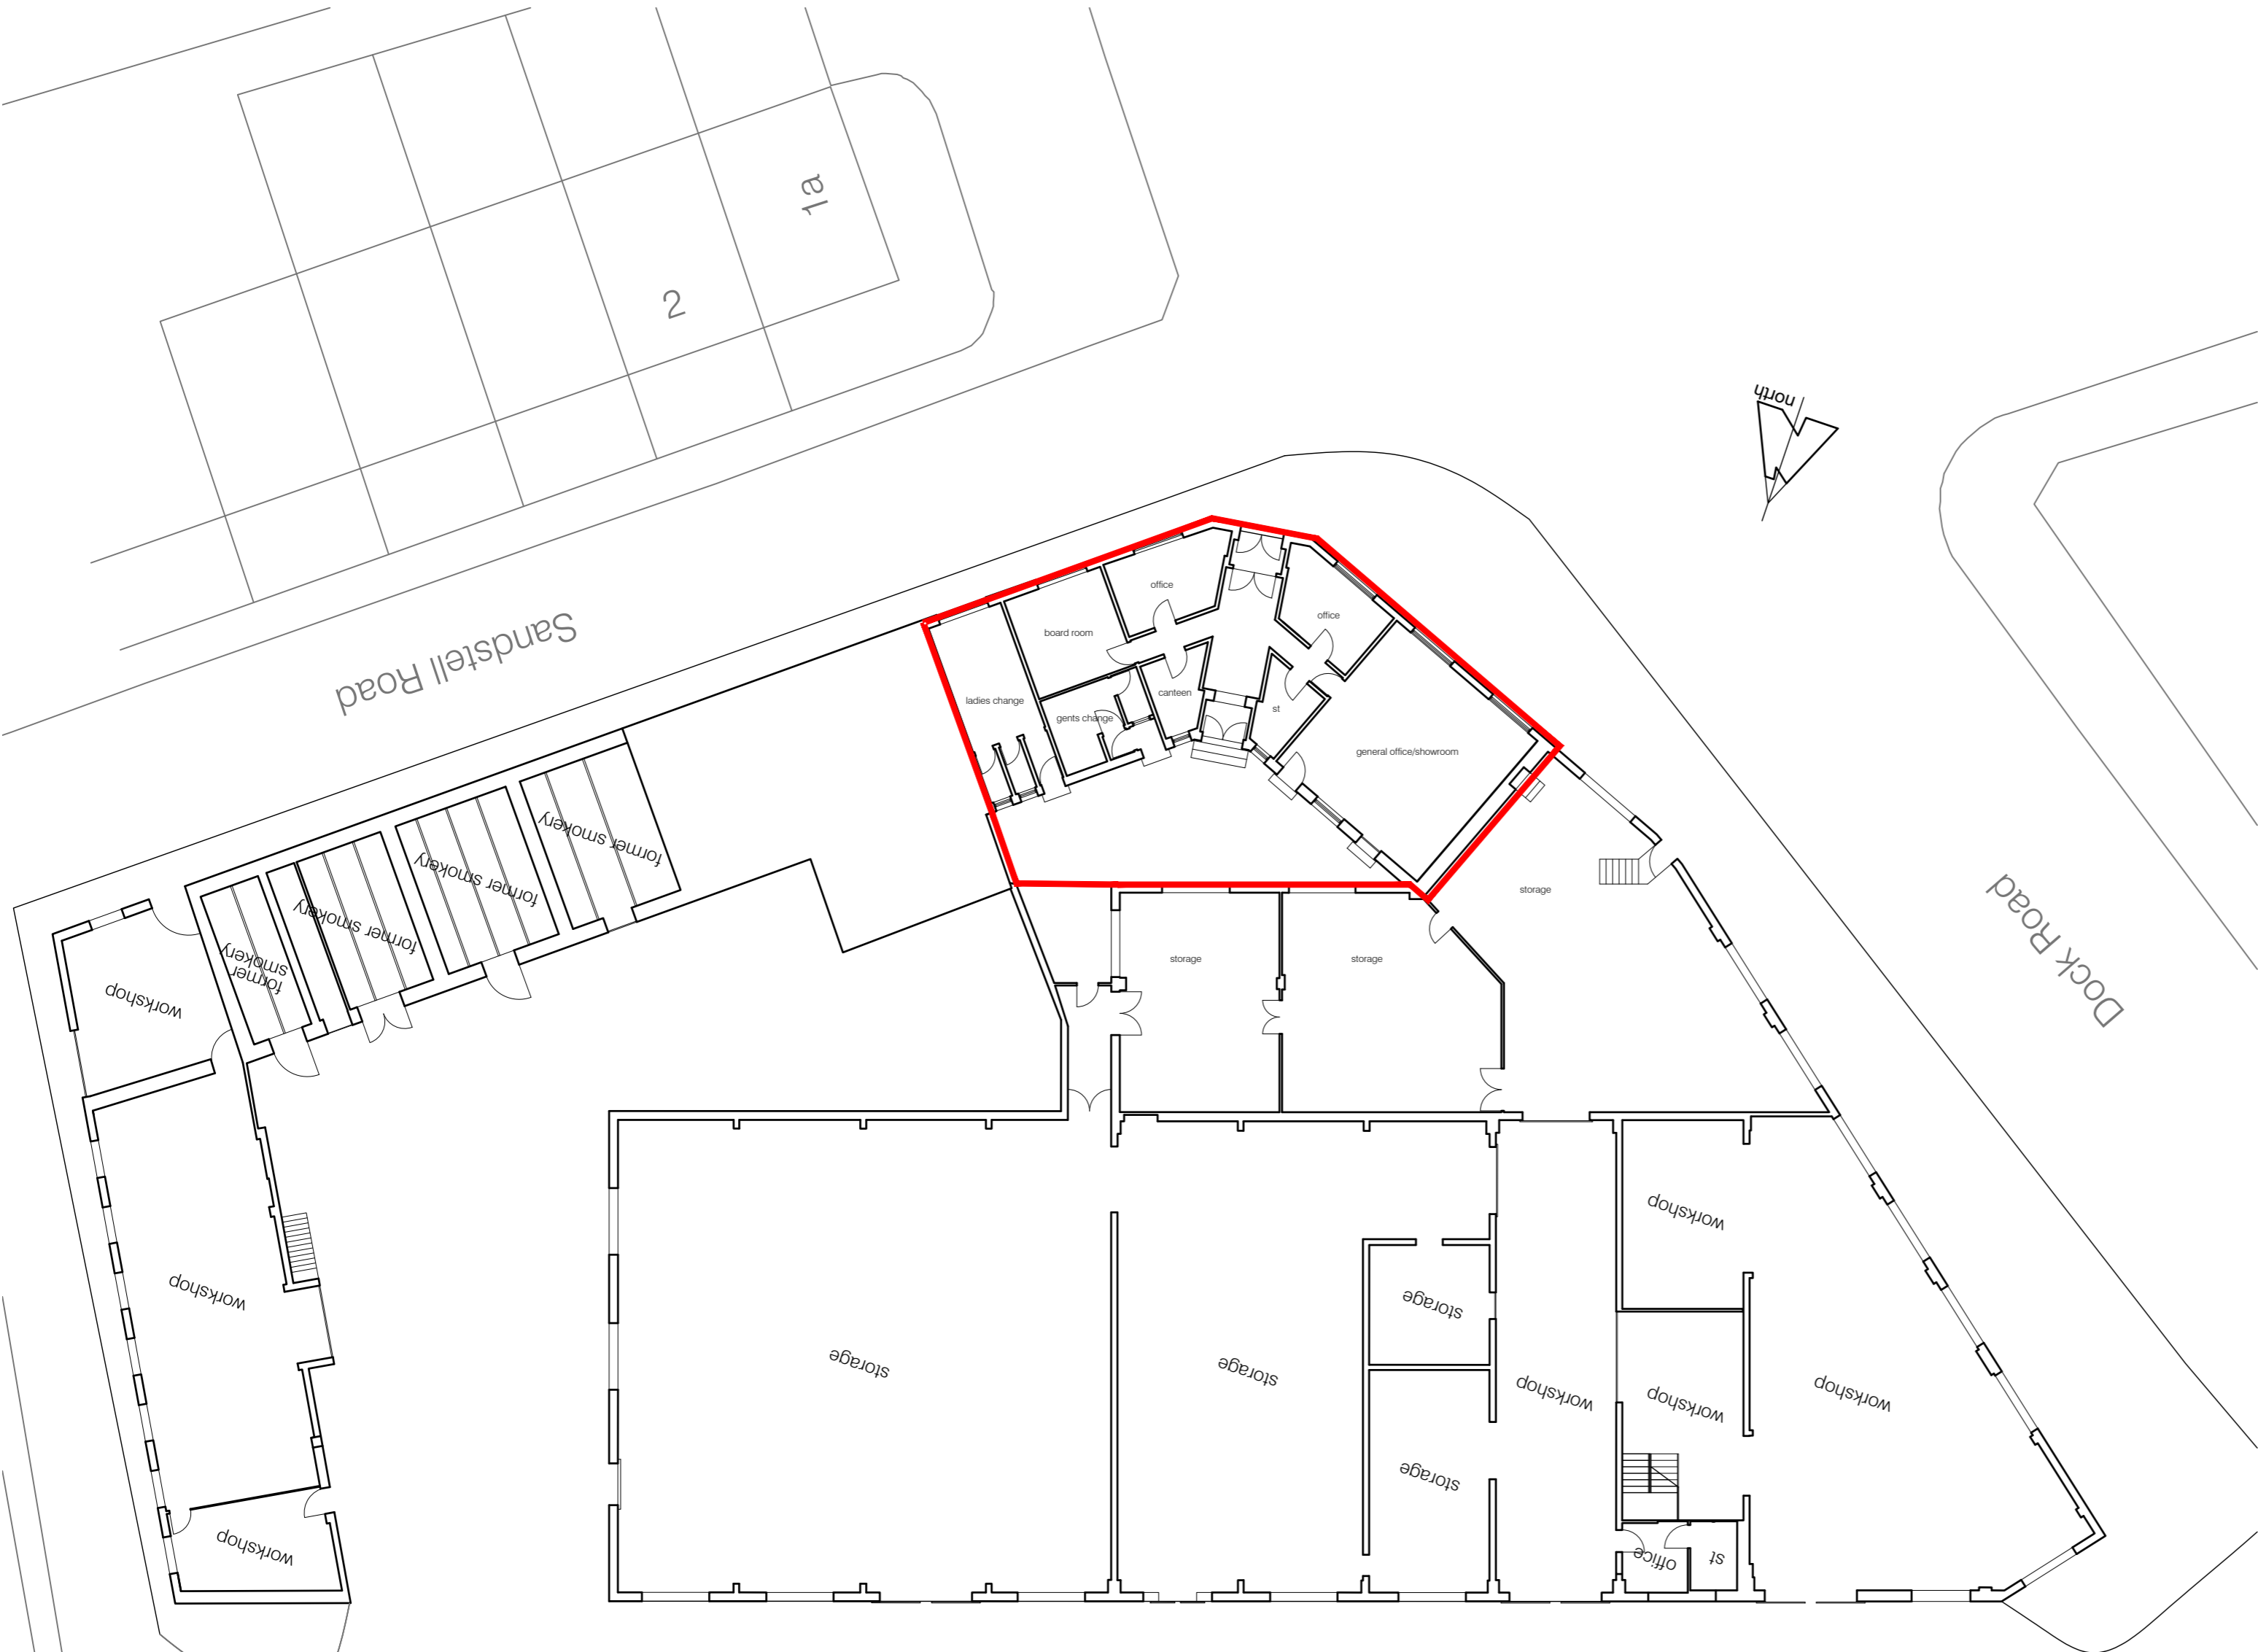 1a
2
north
Sandstell Road
office
office
board room
canteen
ladies change
st
gents change
general office/showroom
former smokery
former smokery
former smokery
former
smokery
storage
Dock Road
storage
storage
workshop
workshop
workshop
storage
workshop
storage
storage
workshop
workshop
workshop
storage
workshop
office
st